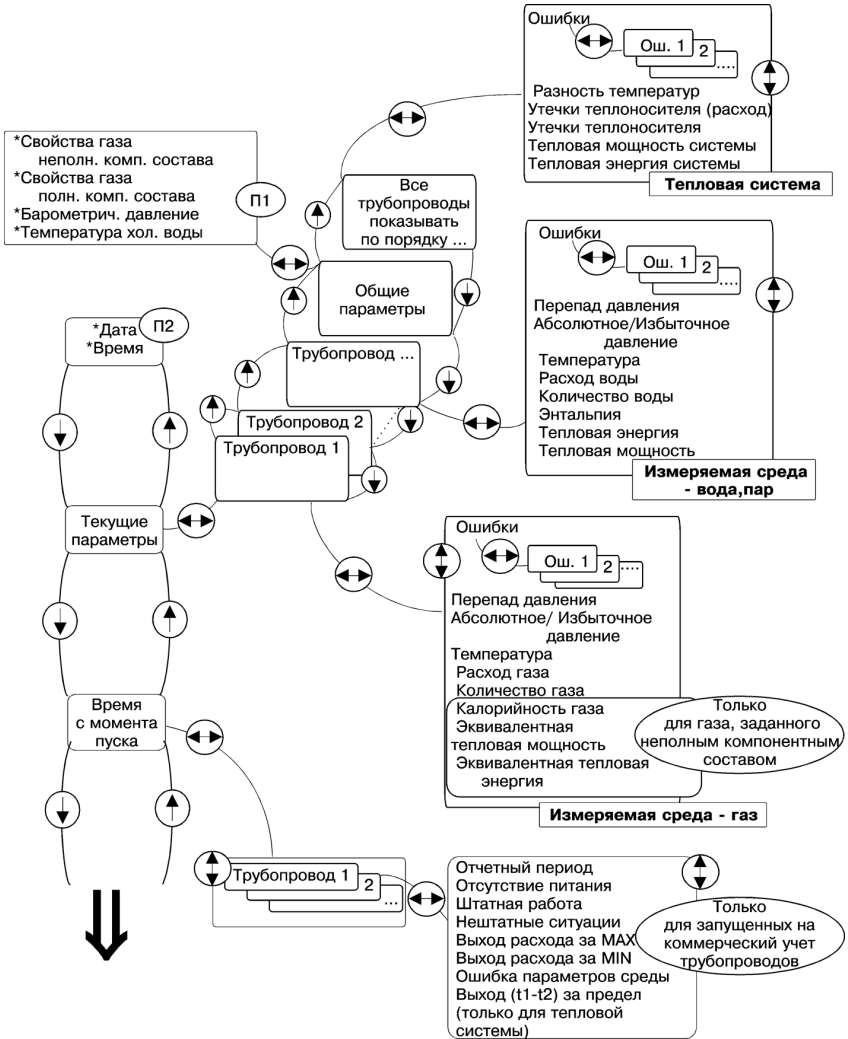 Ошибки
Ош. 1
2
....
Разность температур
Утечки теплоносителя (расход)
Утечки теплоносителя
Тепловая мощность системы
Тепловая энергия системы
Тепловая система
*Свойства газа
неполн. комп. состава
*Свойства газа
полн. комп. состава
*Барометрич. давление
*Температура хол. воды
П1
Все
трубопроводы
показывать
по порядку ...
Общие
параметры
Трубопровод ...
Трубопровод 2
Трубопровод 1
Ошибки
Ош. 1
2
....
Перепад давления
Абсолютное/Избыточное
давление
Температура
Расход воды
Количество воды
Энтальпия
Тепловая энергия
Тепловая мощность
Измеряемая среда
- вода,пар
П2
*Дата
*Время
Текущие
параметры
Ошибки
Ош. 1
2
....
Перепад давления
Абсолютное/ Избыточное
давление
Температура
Расход газа
Количество газа
Калорийность газа
Эквивалентная
тепловая мощность
Эквивалентная тепловая
энергия
Только
для газа, заданного
неполным компонентным
составом
Измеряемая среда - газ
Время
с момента
пуска
Трубопровод 1
2
...
Отчетный период
Отсутствие питания
Штатная работа
Нештатные ситуации
Выход расхода за MAX
Выход расхода за MIN
Ошибка параметров среды
Выход (t1-t2) за предел
(только для тепловой
системы)
Только
для запущенных на
коммерческий учет
трубопроводов